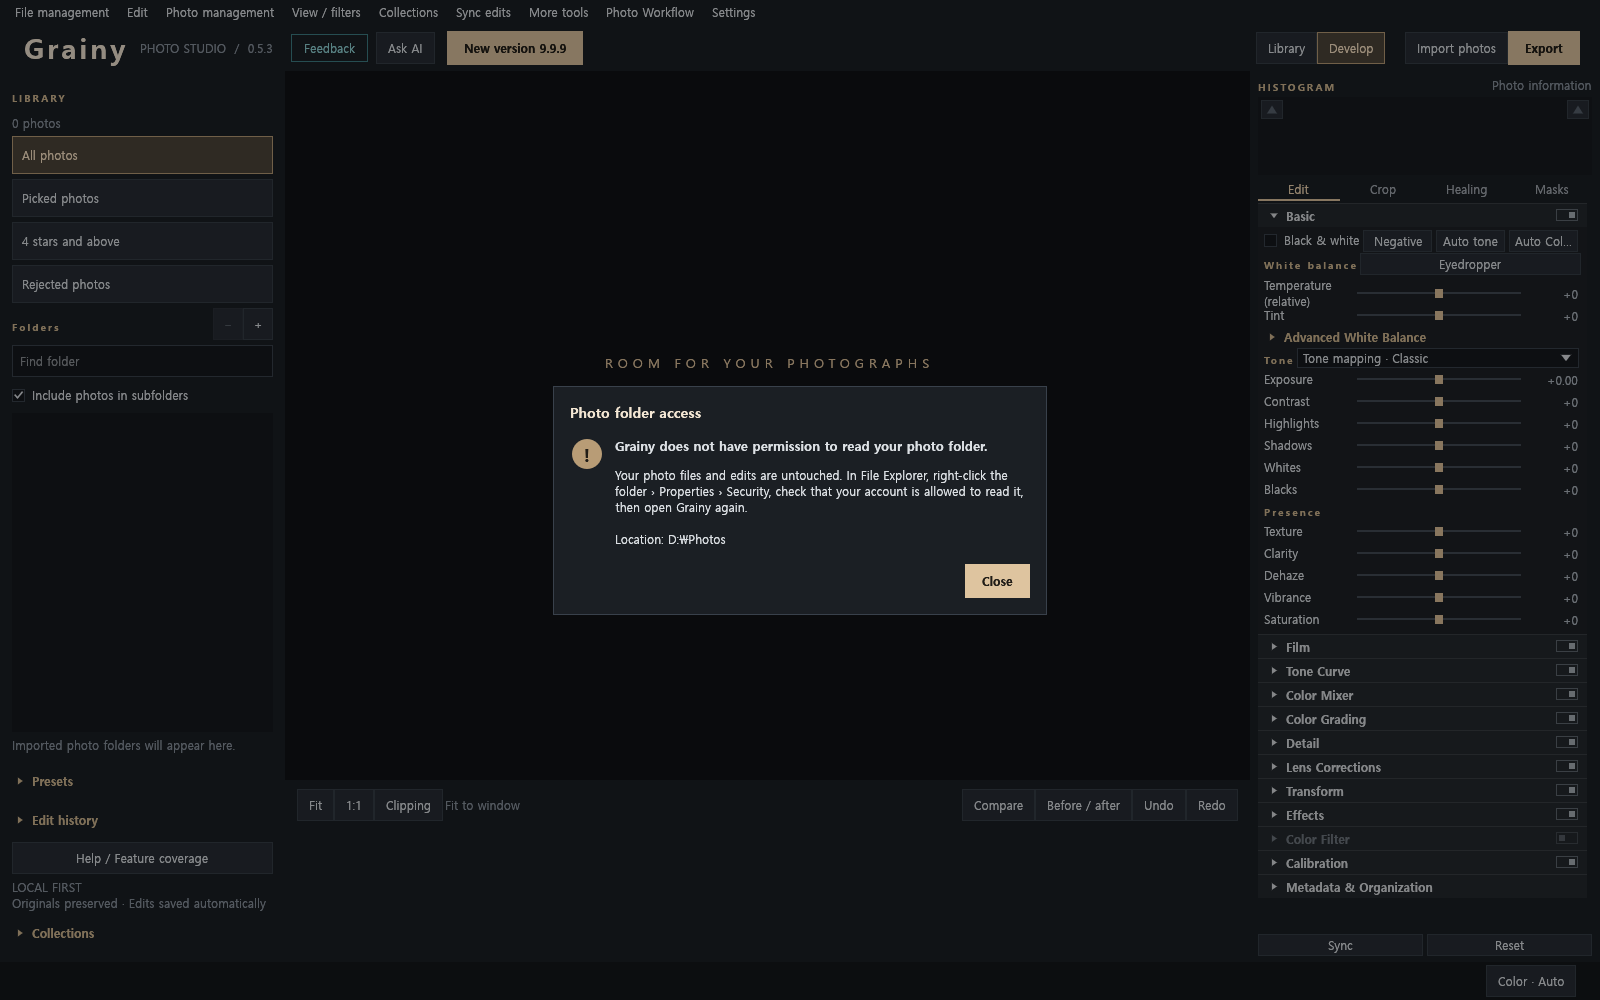 File management Edit Photo management View / filters Collections Sync edits More tools Photo Workflow Settings
Grainy PHOTO STUDIO / 0.5.3 Feedback Ask AI New version 9.9.9 Library Develop Import photos Export
LIBRARY
0 photos
All photos
Picked photos
4 stars and above
Rejected photos
Folders − +
Find folder
Include photos in subfolders
Imported photo folders will appear here.
Presets
Edit history
Help / Feature coverage
LOCAL FIRST
Originals preserved · Edits saved automatically
Collections
ROOM FOR YOUR PHOTOGRAPHS
Photo folder access
!
Grainy does not have permission to read your photo folder.
Your photo files and edits are untouched. In File Explorer, right-click the
folder › Properties › Security, check that your account is allowed to read it,
then open Grainy again.
Location: D:₩Photos
Close
Fit 1:1 Clipping Fit to window Compare Before / after Undo Redo
HISTOGRAM Photo information
Edit Crop Healing Masks
Basic
Black & white Negative Auto tone Auto Col...
White balance Eyedropper
Temperature
(relative) +0
Tint +0
Advanced White Balance
Tone Tone mapping · Classic
Exposure +0.00
Contrast +0
Highlights +0
Shadows +0
Whites +0
Blacks +0
Presence
Texture +0
Clarity +0
Dehaze +0
Vibrance +0
Saturation +0
Film
Tone Curve
Color Mixer
Color Grading
Detail
Lens Corrections
Transform
Effects
Color Filter
Calibration
Metadata & Organization
Sync Reset
Color · Auto